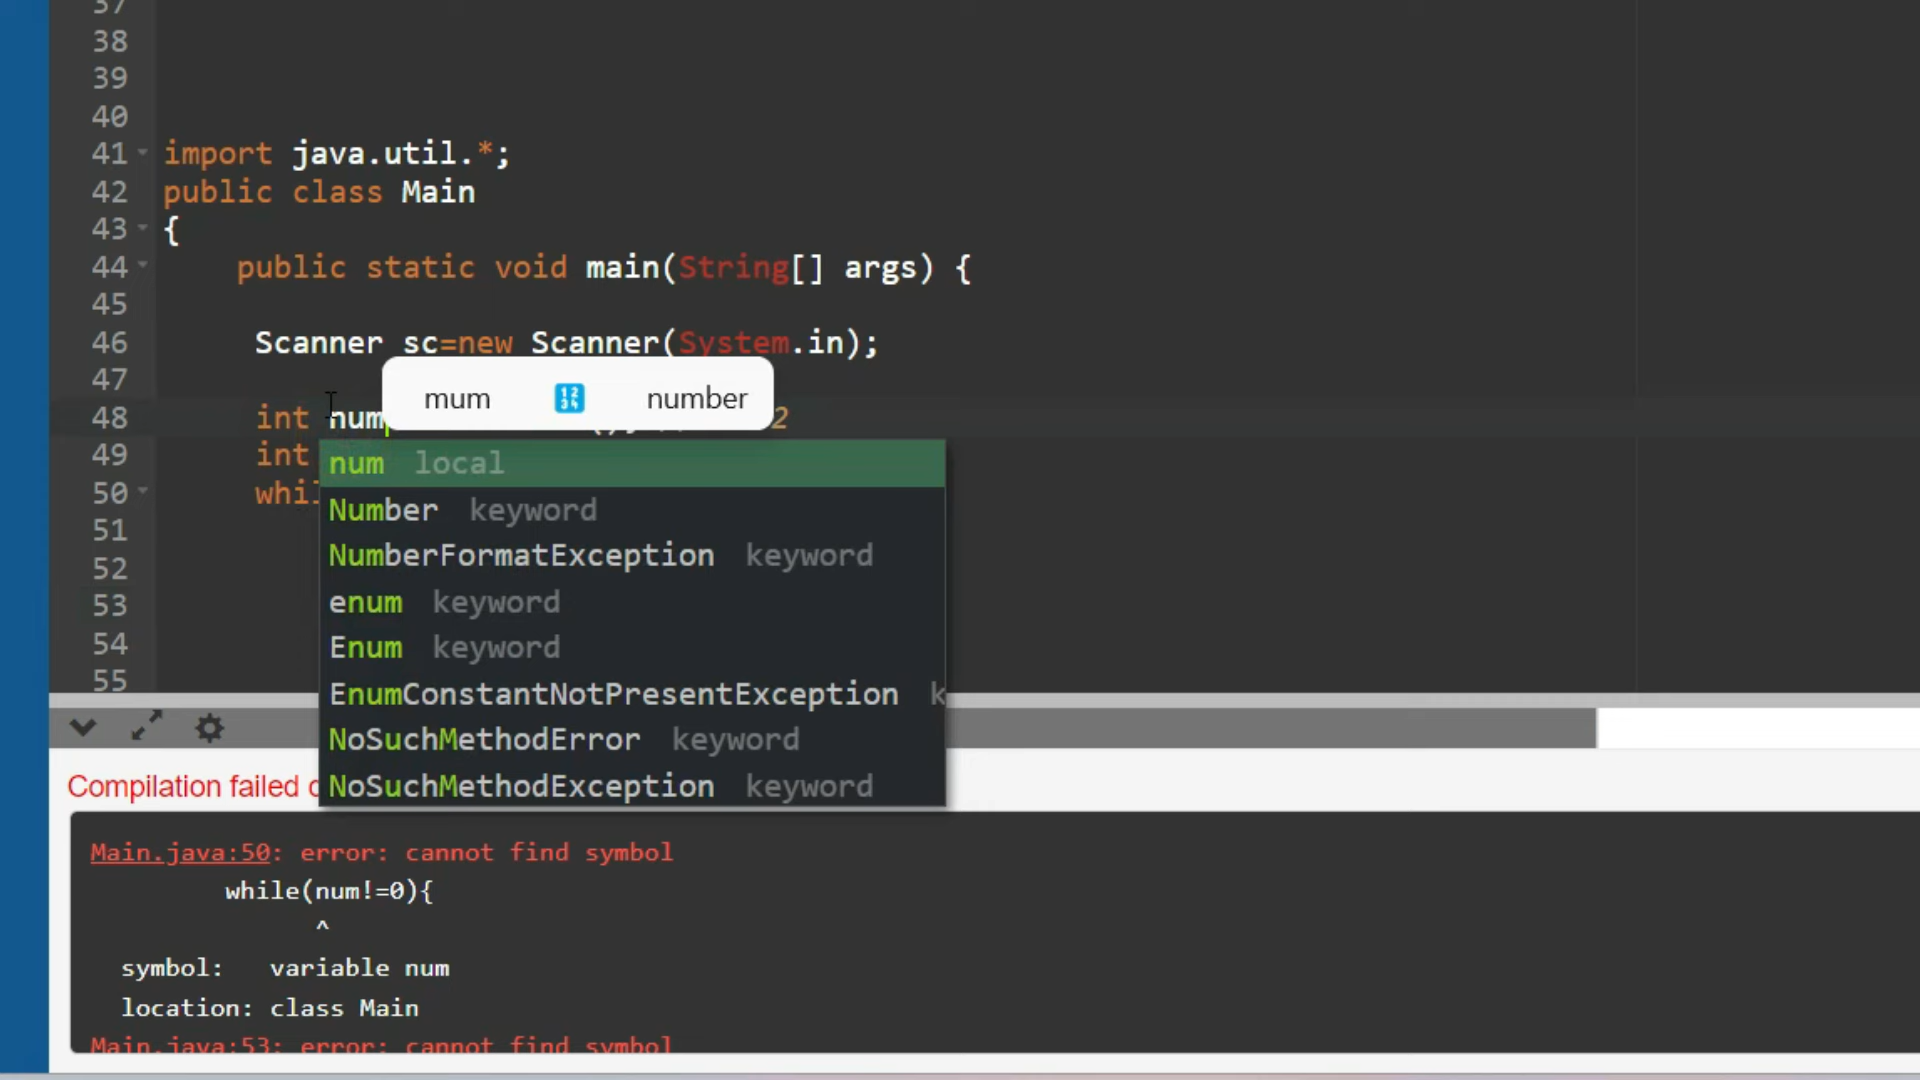 37
38
39
40
41 import java.util.*;
42 public class Main
43 {
44 public static void main(String[] args) {
45
46 Scanner sc=new Scanner(System.in);
47
mum 1234 number
48 int num (); 2
49 int
50 whil
51
52
53
54
55
num local
Number keyword
NumberFormatException keyword
enum keyword
Enum keyword
EnumConstantNotPresentException k
NoSuchMethodError keyword
NoSuchMethodException keyword
Compilation failed
Main.java:50: error: cannot find symbol
while(num!=0){
^
symbol: variable num
location: class Main
Main.java:53: error: cannot find symbol